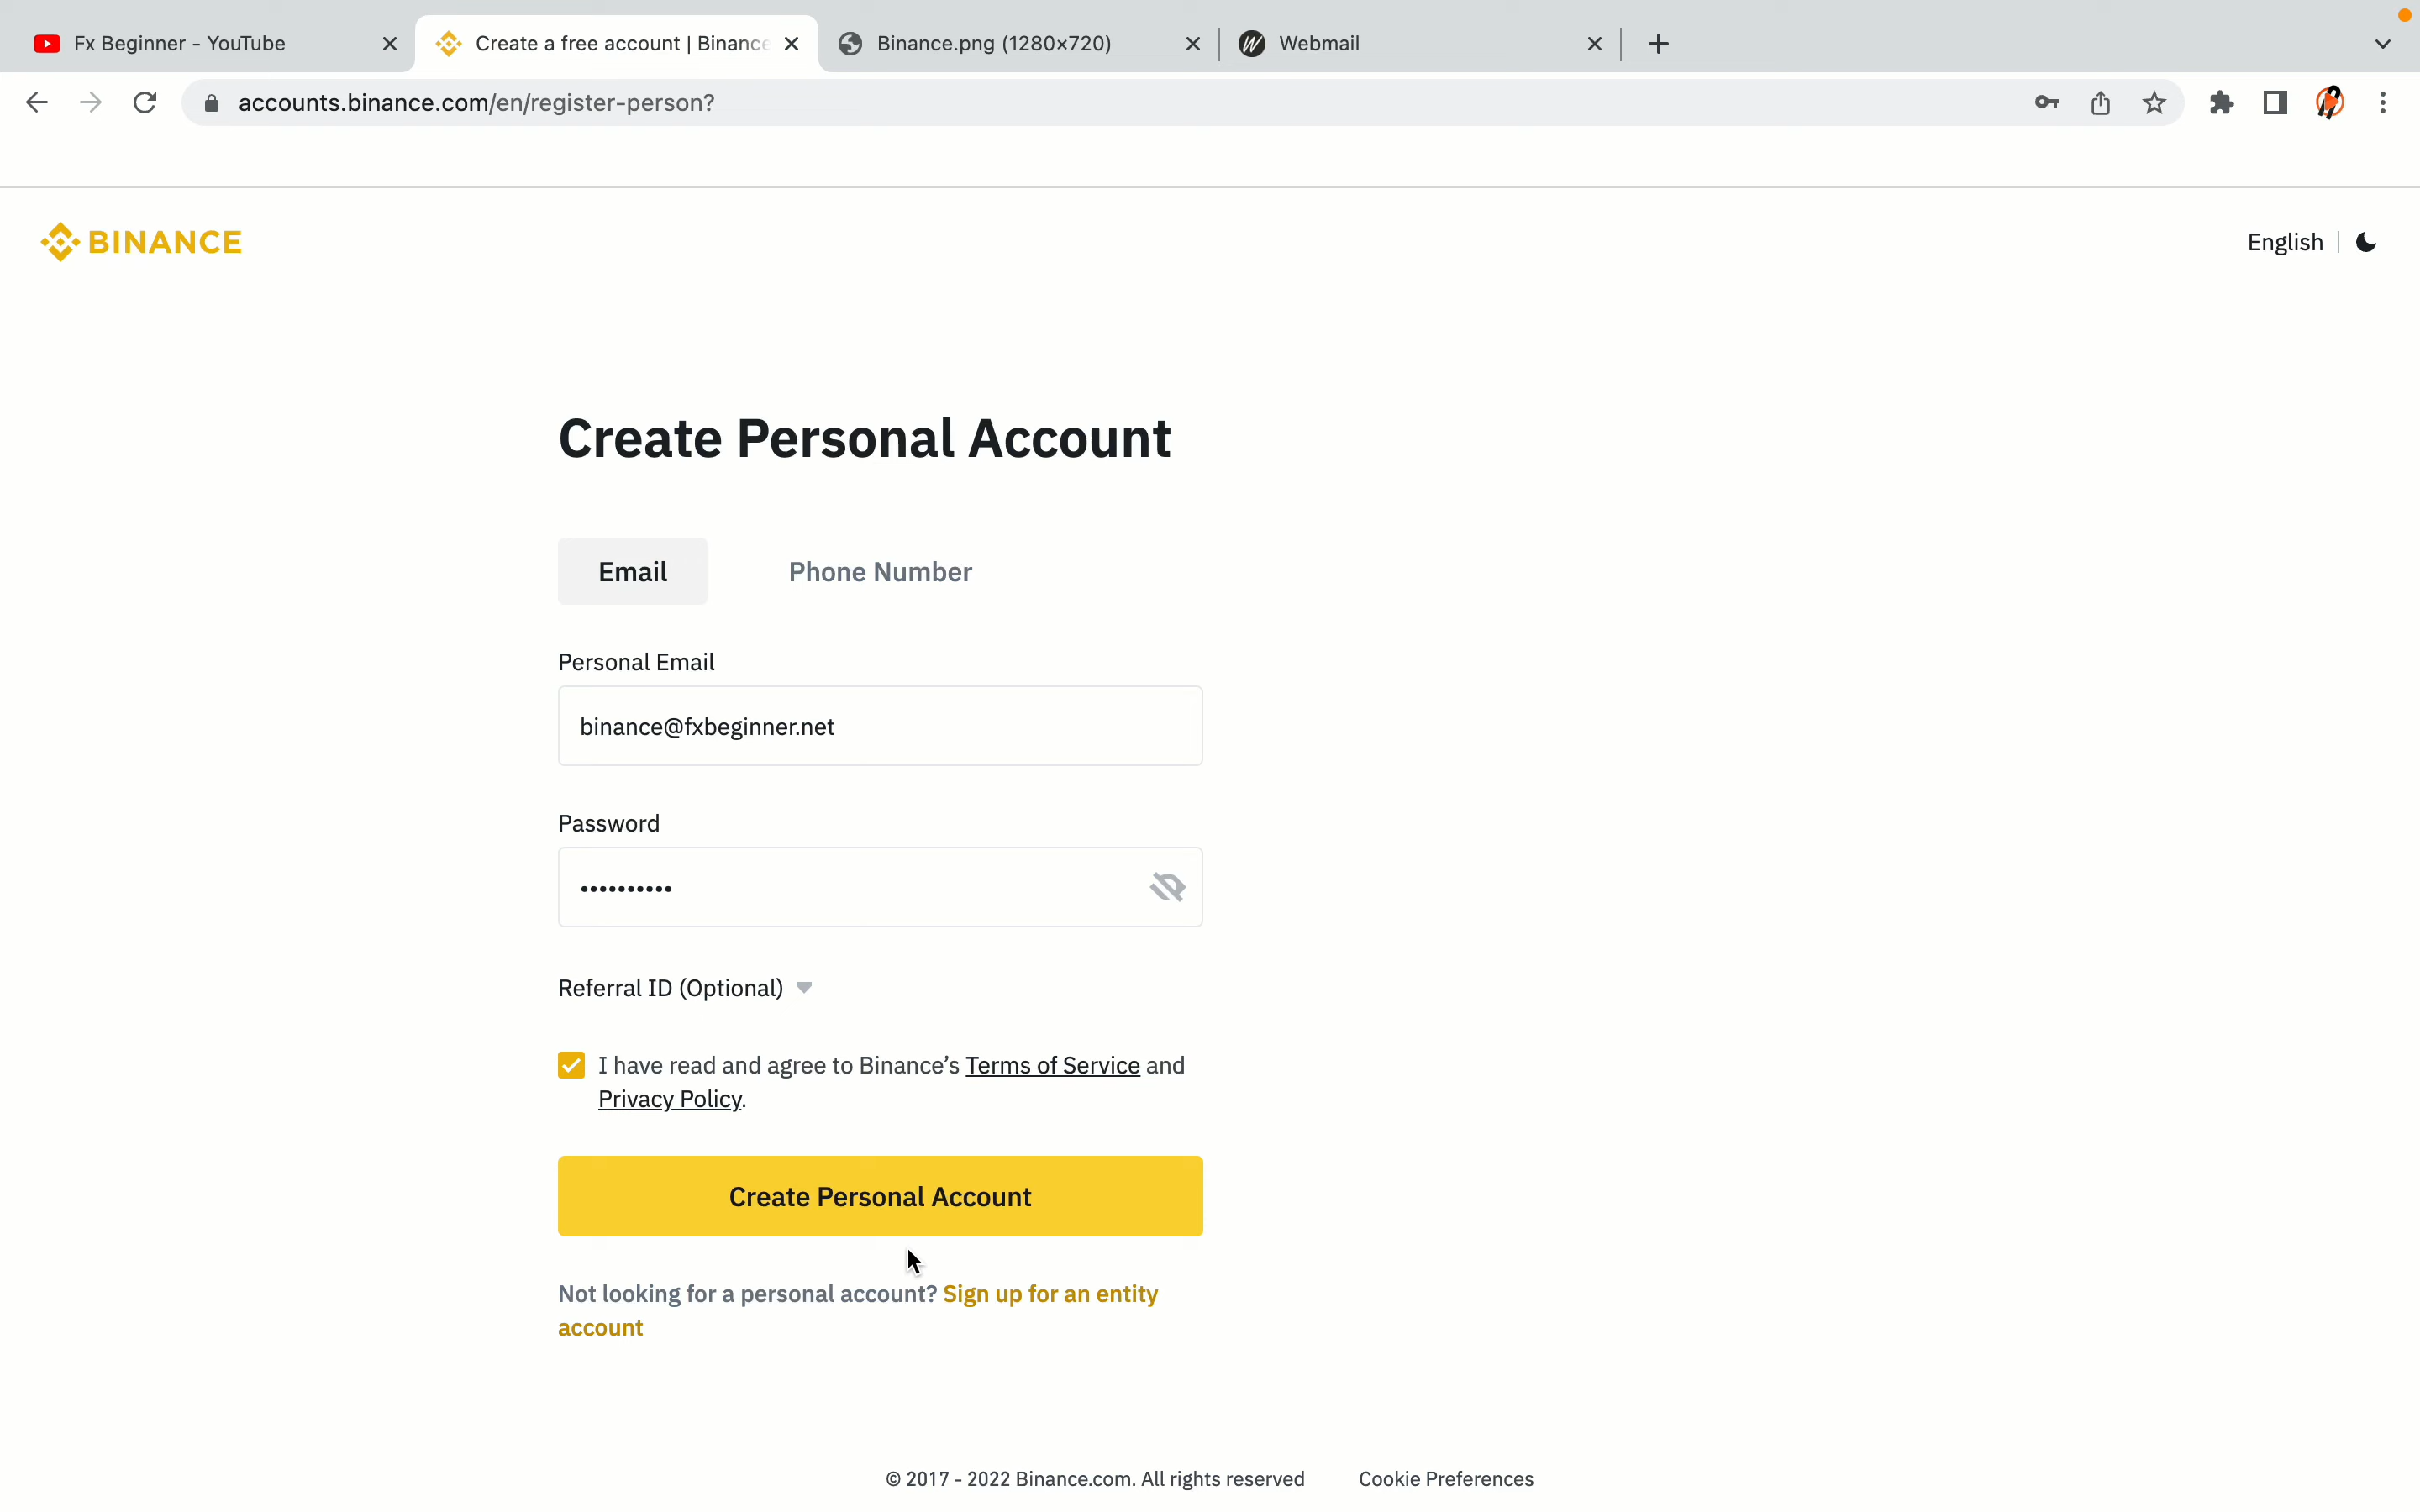 Fx Beginner - YouTube
Create a free account | Binance
Binance.png (1280×720)
Webmail
accounts.binance.com/en/register-person?
BINANCE
English
Create Personal Account
Email
Phone Number
Personal Email
binance@fxbeginner.net
Password
••••••••••
Referral ID (Optional)
I have read and agree to Binance’s Terms of Service and
Privacy Policy.
Create Personal Account
Not looking for a personal account? Sign up for an entity
account
© 2017 - 2022 Binance.com. All rights reserved
Cookie Preferences